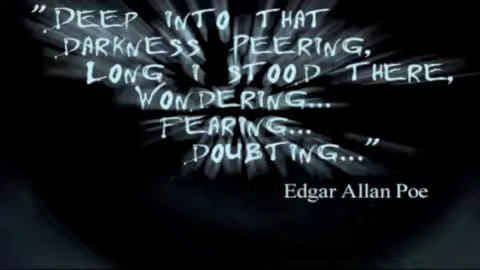 "DEEP INTO THAT
DARKNESS PEERING,
LONG I STOOD THERE,
WONDERING...
FEARING...
DOUBTING..."
Edgar Allan Poe